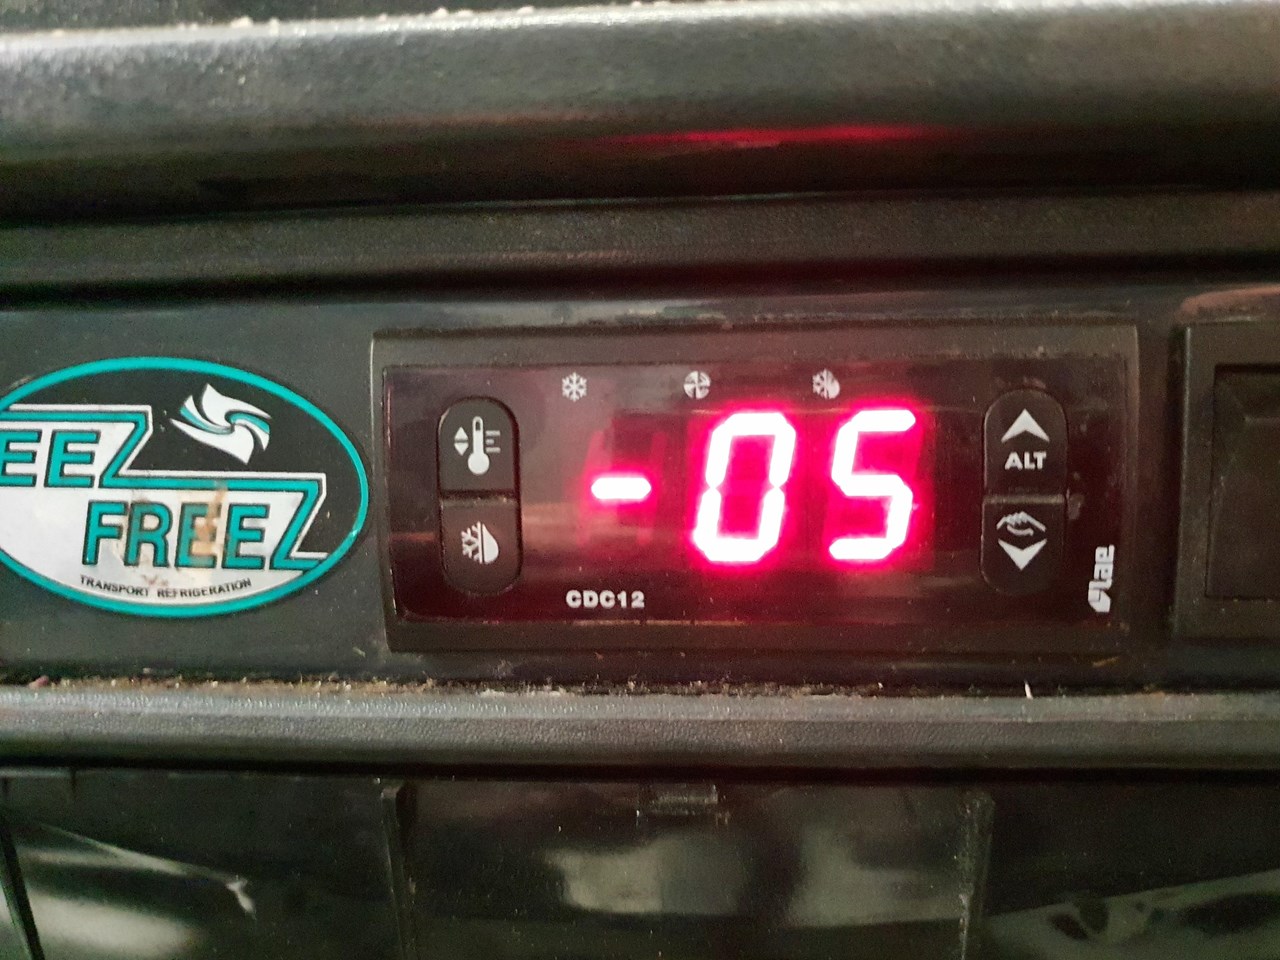 EEZ
FREEZ
TRANSPORT REFRIGERATION
-05
ALT
CDC12
lae